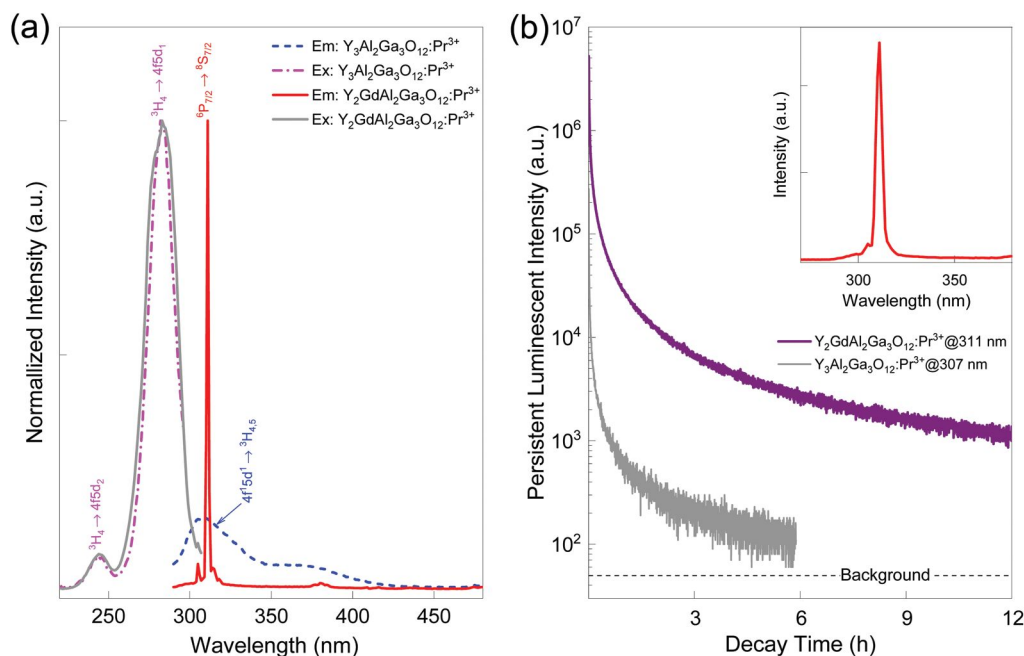 (a)
Normallized Intensity (a.u.)
³H₄ → 4f5d₂
³H₄ → 4f5d₁
⁶P₇/₂ → ⁸S₇/₂
4f¹5d¹ → ³H₄,₅
Em: Y₃Al₂Ga₃O₁₂:Pr³⁺
Ex: Y₃Al₂Ga₃O₁₂:Pr³⁺
Em: Y₂GdAl₂Ga₃O₁₂:Pr³⁺
Ex: Y₂GdAl₂Ga₃O₁₂:Pr³⁺
250 300 350 400 450
Wavelength (nm)
(b)
Persistent Luminescent Intensity (a.u.)
10⁷
10⁶
10⁵
10⁴
10³
10²
Intensity (a.u.)
300 350
Wavelength (nm)
Y₂GdAl₂Ga₃O₁₂:Pr³⁺@311 nm
Y₃Al₂Ga₃O₁₂:Pr³⁺@307 nm
Background
3 6 9 12
Decay Time (h)